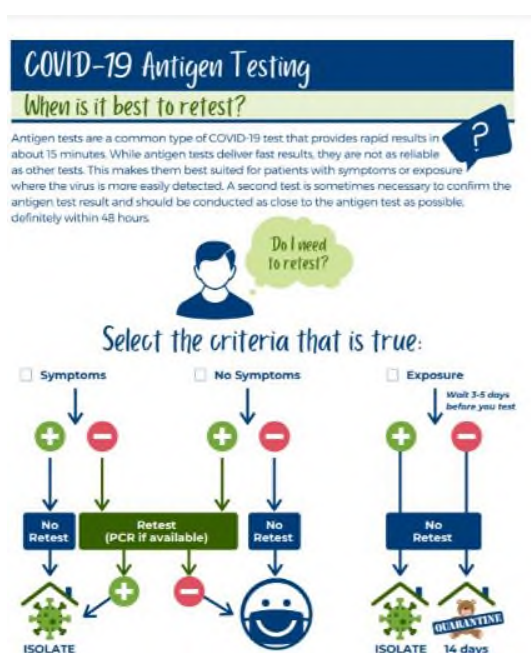 COVID-19 Antigen Testing
When is it best to retest?
?
Antigen tests are a common type of COVID-19 test that provides rapid results in
about 15 minutes. While antigen tests deliver fast results, they are not as reliable
as other tests. This makes them best suited for patients with symptoms or exposure
where the virus is more easily detected. A second test is sometimes necessary to confirm the
antigen test result and should be conducted as close to the antigen test as possible,
definitely within 48 hours.
Do I need
to retest?
Select the criteria that is true:
Symptoms
No Symptoms
Exposure
Wait 3-5 days
before you test
No
Retest
Retest
(PCR if available)
No
Retest
No
Retest
ISOLATE
ISOLATE
QUARANTINE
14 days